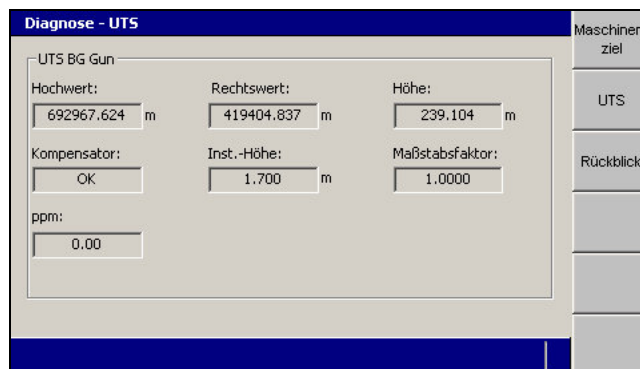 Diagnose - UTS
UTS BG Gun
Hochwert: Rechtswert: Höhe:
692967.624 m 419404.837 m 239.104 m
Kompensator: Inst.-Höhe: Maßstabsfaktor:
OK 1.700 m 1.0000
ppm:
0.00
Maschinen
ziel
UTS
Rückblick